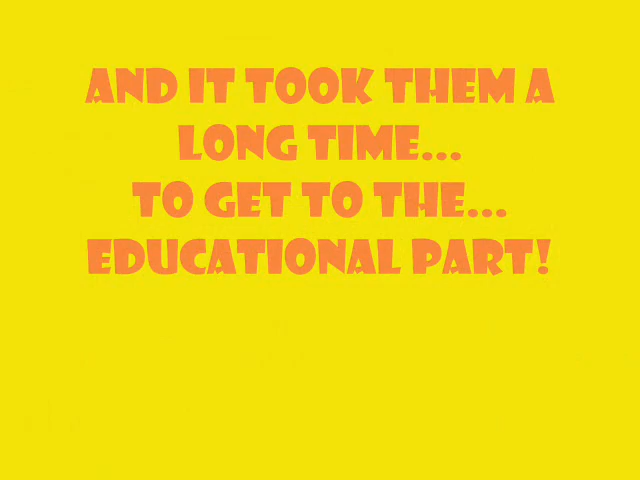 AND IT TOOK THEM A
LONG TIME...
TO GET TO THE...
EDUCATIONAL PART!